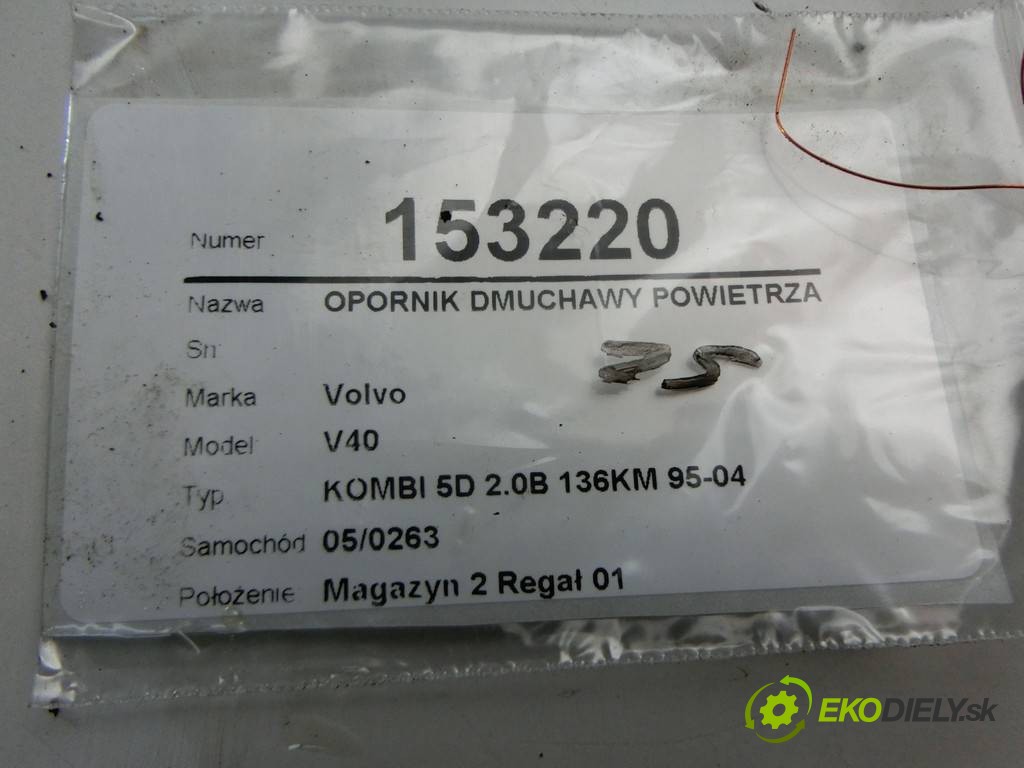 Numer 153220
Nazwa OPORNIK DMUCHAWY POWIETRZA
Sn
Marka Volvo
Model V40
Typ KOMBI 5D 2.0B 136KM 95-04
Samochód 05/0263
Położenie Magazyn 2 Regał 01
EKODIELY.sk